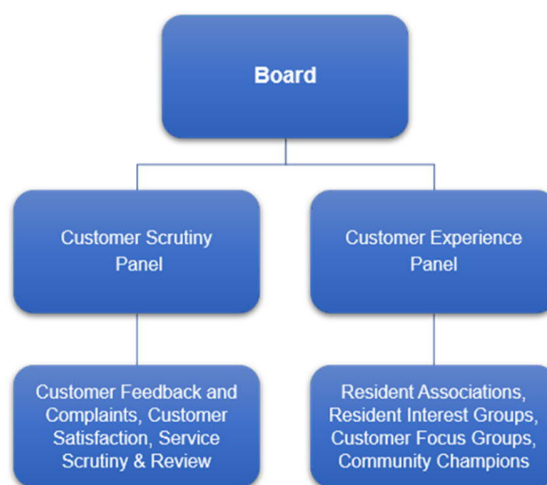 Board
Customer Scrutiny
Panel
Customer Experience
Panel
Customer Feedback and
Complaints, Customer
Satisfaction, Service
Scrutiny & Review
Resident Associations,
Resident Interest Groups,
Customer Focus Groups,
Community Champions